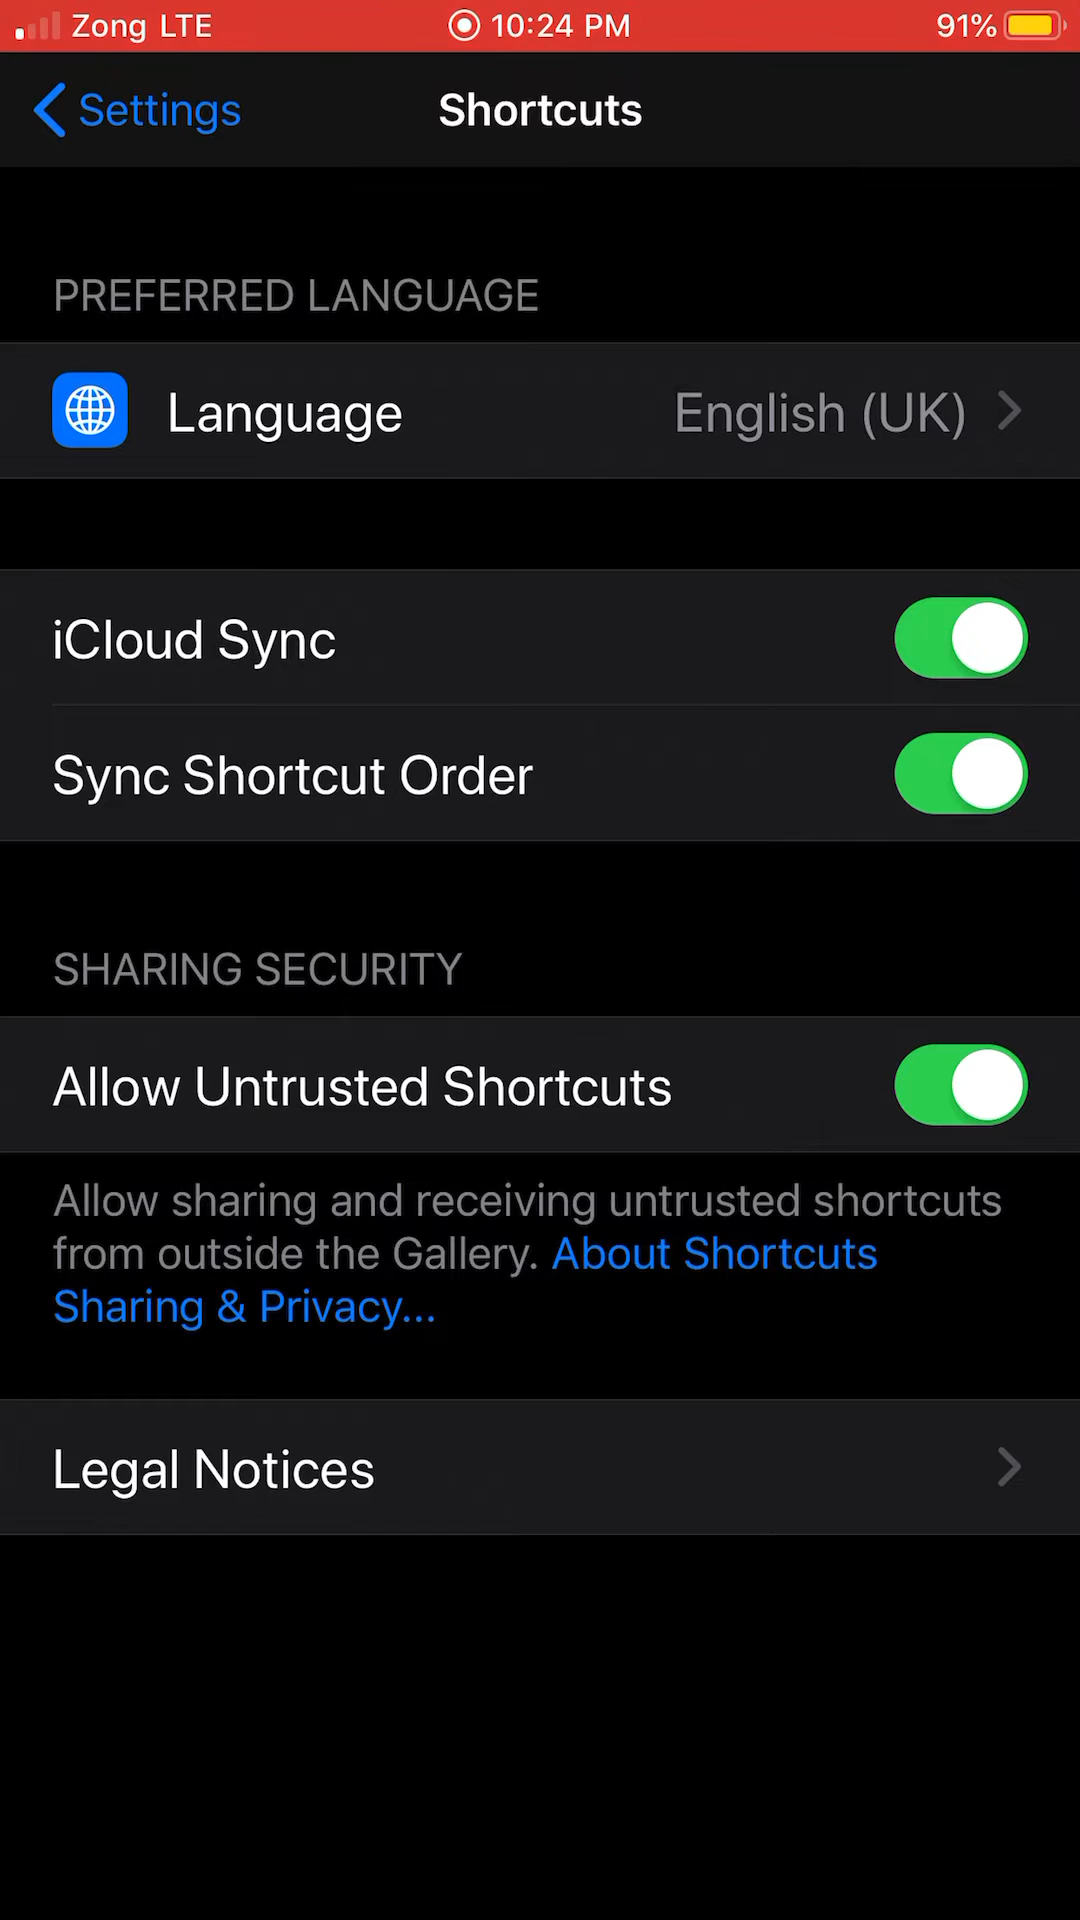 Zong LTE 10:24 PM 91%
Settings Shortcuts
PREFERRED LANGUAGE
Language English (UK)
iCloud Sync
Sync Shortcut Order
SHARING SECURITY
Allow Untrusted Shortcuts
Allow sharing and receiving untrusted shortcuts
from outside the Gallery. About Shortcuts
Sharing & Privacy...
Legal Notices